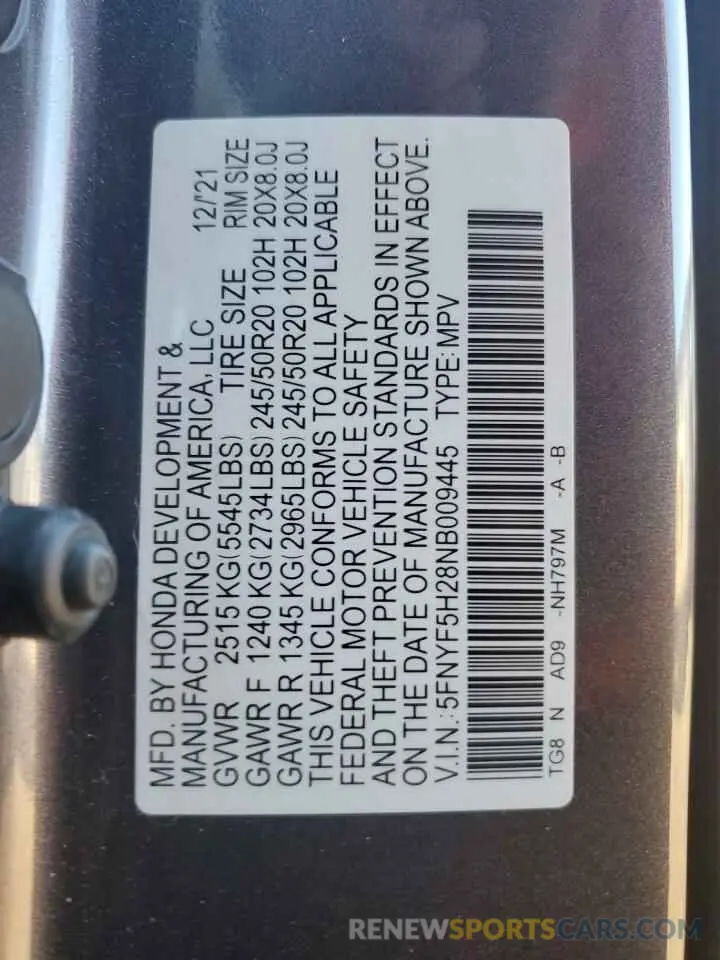 MFD. BY HONDA DEVELOPMENT &
MANUFACTURING OF AMERICA, LLC 12/'21
GVWR 2515 KG(5545LBS) TIRE SIZE RIM SIZE
GAWR F 1240 KG(2734LBS) 245/50R20 102H 20X8.0J
GAWR R 1345 KG(2965LBS) 245/50R20 102H 20X8.0J
THIS VEHICLE CONFORMS TO ALL APPLICABLE
FEDERAL MOTOR VEHICLE SAFETY
AND THEFT PREVENTION STANDARDS IN EFFECT
ON THE DATE OF MANUFACTURE SHOWN ABOVE.
V.I.N.:5FNYF5H28NB009445 TYPE:MPV
TG8 N AD9 -NH797M -A -B
RENEWSPORTSCARS.COM